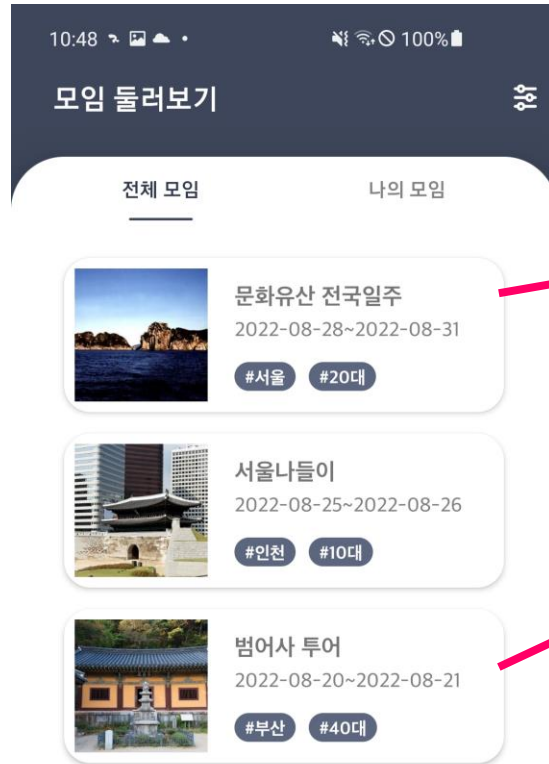 10:48
100%
모임 둘러보기
전체 모임
나의 모임
문화유산 전국일주
2022-08-28~2022-08-31
#서울 #20대
서울나들이
2022-08-25~2022-08-26
#인천 #10대
범어사 투어
2022-08-20~2022-08-21
#부산 #40대